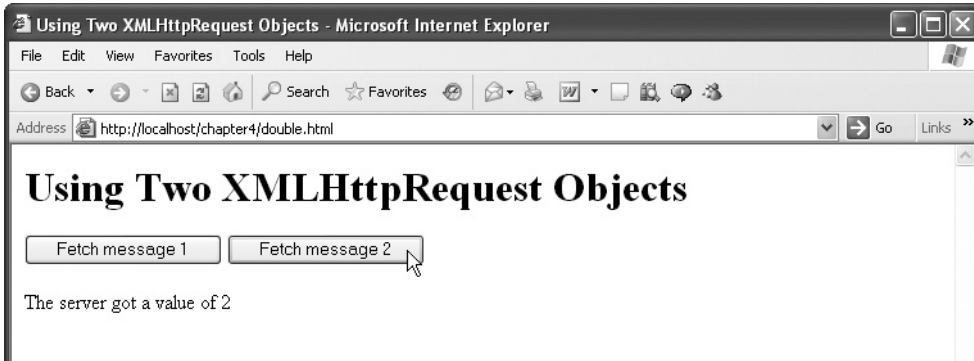 Using Two XMLHttpRequest Objects - Microsoft Internet Explorer
File Edit View Favorites Tools Help
Back Search Favorites W
Address http://localhost/chapter4/double.html Go Links »
Using Two XMLHttpRequest Objects
Fetch message 1 Fetch message 2
The server got a value of 2